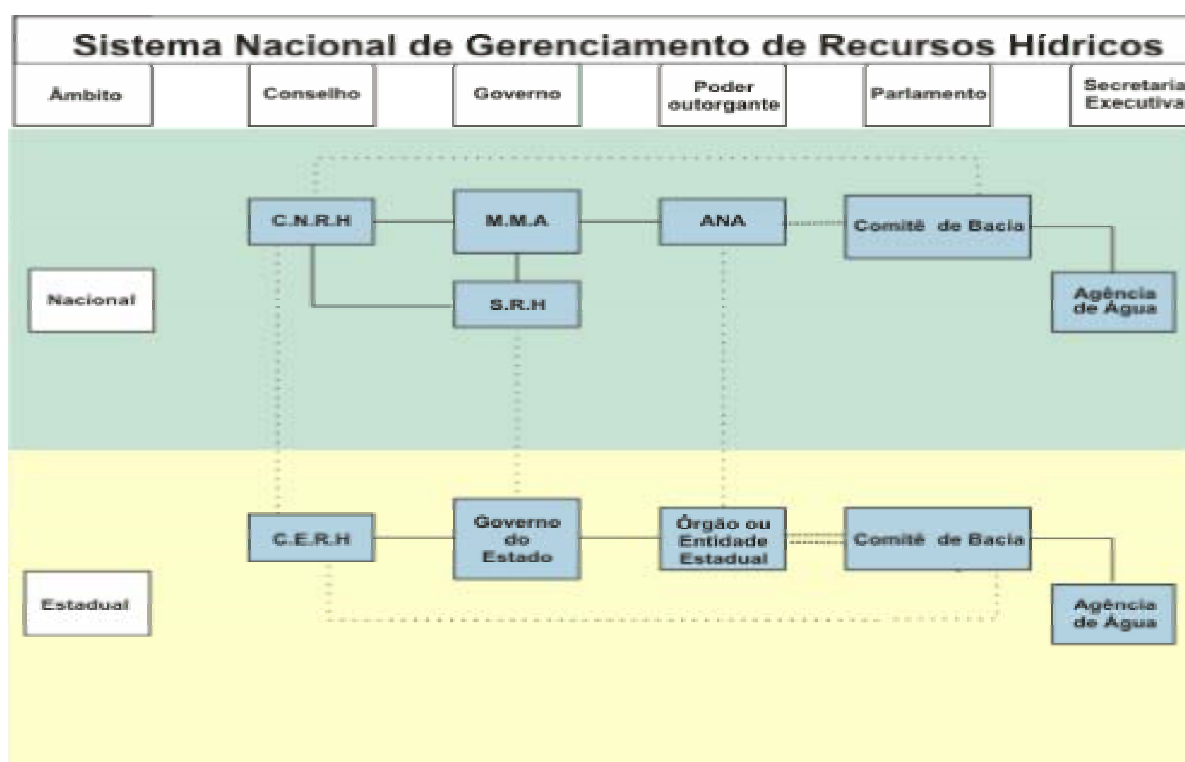 Sistema Nacional de Gerenciamento de Recursos Hídricos
Âmbito
Conselho
Governo
Poder
outorgante
Parlamento
Secretaria
Executiva
C.N.R.H
M.M.A
ANA
Comitê de Bacia
Nacional
S.R.H
Agência
de Água
C.E.R.H
Governo
do
Estado
Órgão ou
Entidade
Estadual
Comitê de Bacia
Estadual
Agência
de Água